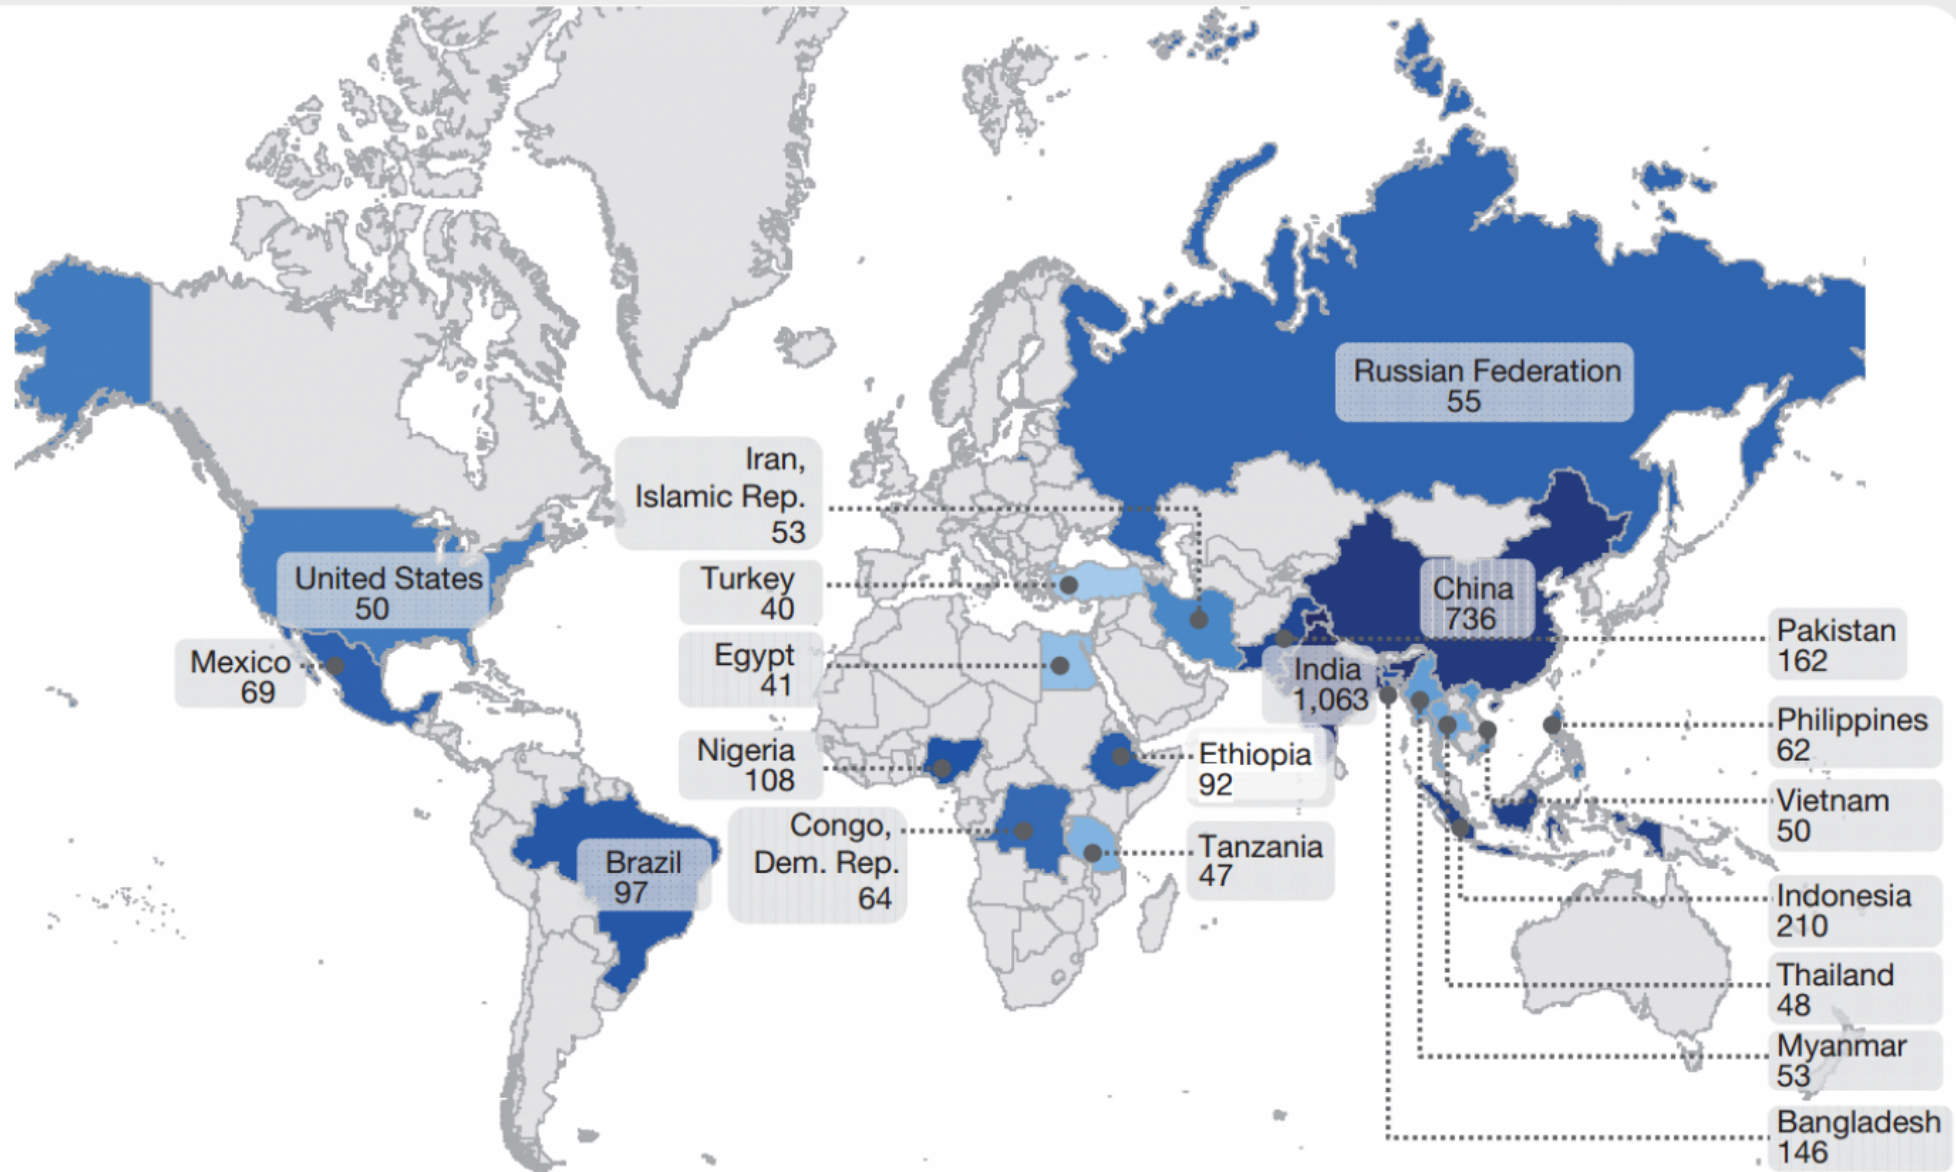 Russian Federation
55
Iran,
Islamic Rep.
53
United States
50
Turkey
40
China
736
Mexico
69
Egypt
41
India
1,063
Pakistan
162
Philippines
62
Nigeria
108
Ethiopia
92
Vietnam
50
Congo,
Dem. Rep.
64
Tanzania
47
Brazil
97
Indonesia
210
Thailand
48
Myanmar
53
Bangladesh
146